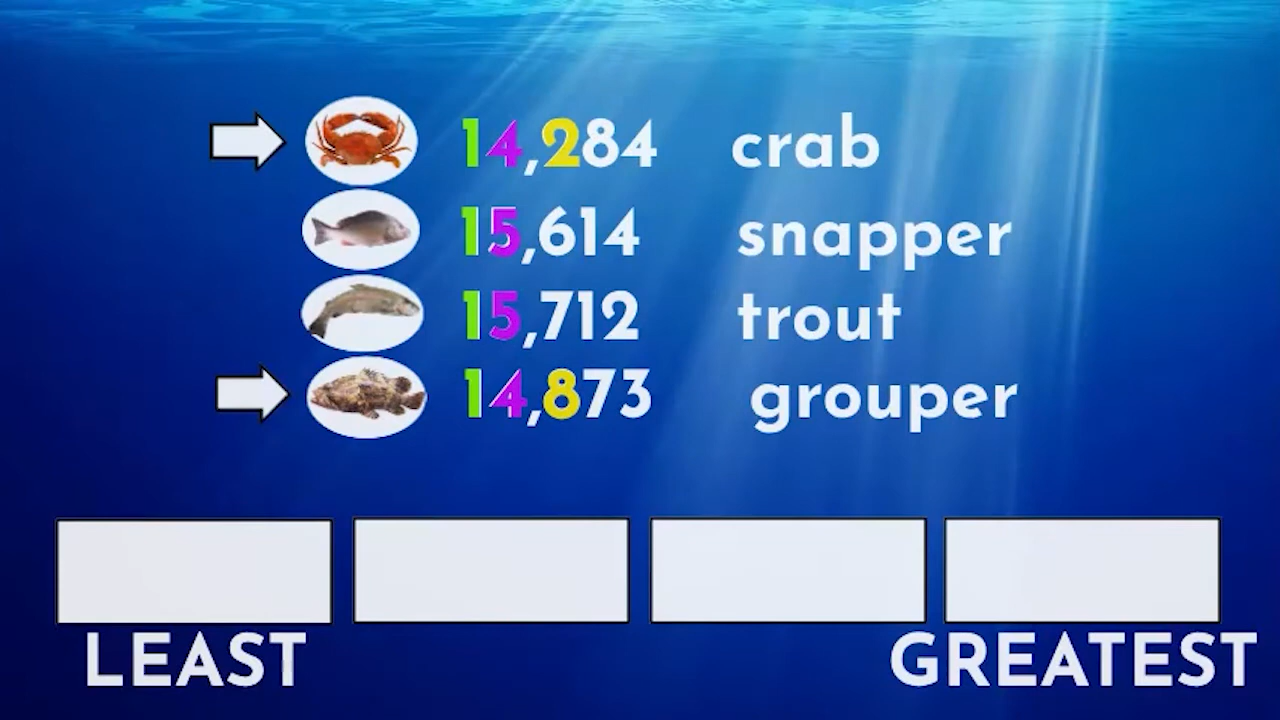 14,284 crab
15,614 snapper
15,712 trout
14,873 grouper
LEAST GREATEST